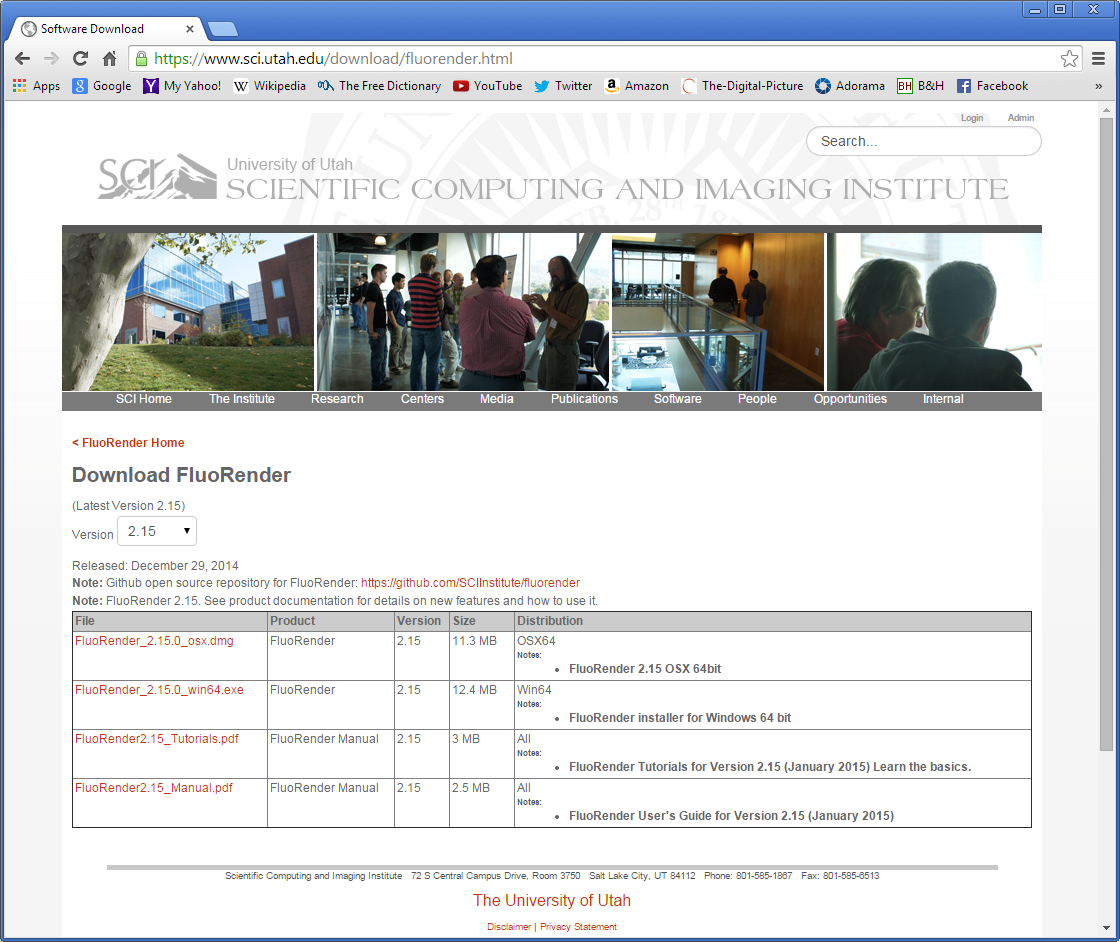 Software Download
https://www.sci.utah.edu/download/fluorender.html
Apps Google My Yahoo! Wikipedia The Free Dictionary YouTube Twitter Amazon The-Digital-Picture Adorama B&H Facebook »
Login Admin
Search...
SCI
University of Utah
SCIENTIFIC COMPUTING AND IMAGING INSTITUTE
SCI Home The Institute Research Centers Media Publications Software People Opportunities Internal
< FluoRender Home
Download FluoRender
(Latest Version 2.15)
Version 2.15
Released: December 29, 2014
Note: Github open source repository for FluoRender: https://github.com/SCIInstitute/fluorender
Note: FluoRender 2.15. See product documentation for details on new features and how to use it.
File Product Version Size Distribution
FluoRender_2.15.0_osx.dmg FluoRender 2.15 11.3 MB OSX64
Notes:
• FluoRender 2.15 OSX 64bit
FluoRender_2.15.0_win64.exe FluoRender 2.15 12.4 MB Win64
Notes:
• FluoRender installer for Windows 64 bit
FluoRender2.15_Tutorials.pdf FluoRender Manual 2.15 3 MB All
Notes:
• FluoRender Tutorials for Version 2.15 (January 2015) Learn the basics.
FluoRender2.15_Manual.pdf FluoRender Manual 2.15 2.5 MB All
Notes:
• FluoRender User's Guide for Version 2.15 (January 2015)
Scientific Computing and Imaging Institute 72 S Central Campus Drive, Room 3750 Salt Lake City, UT 84112 Phone: 801-585-1867 Fax: 801-585-6513
The University of Utah
Disclaimer | Privacy Statement